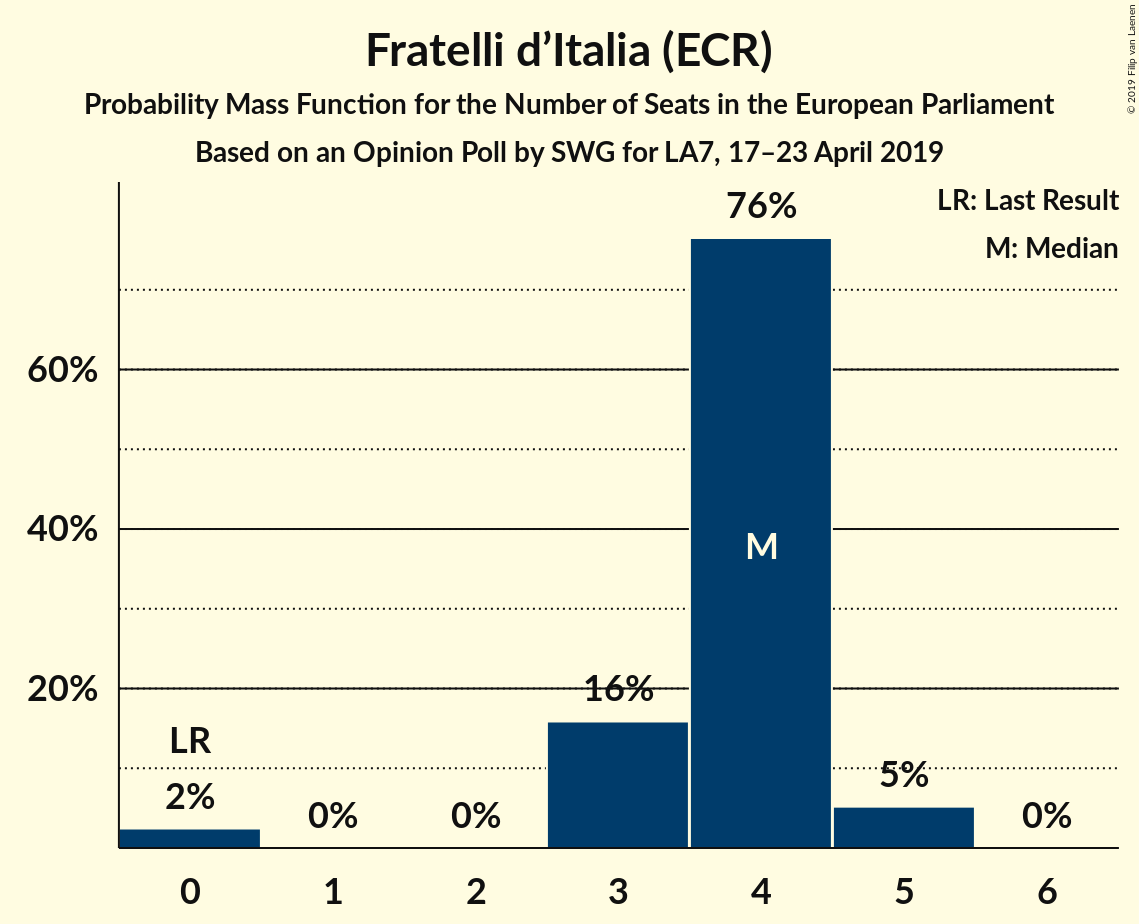 Fratelli d’Italia (ECR)
Probability Mass Function for the Number of Seats in the European Parliament
Based on an Opinion Poll by SWG for LA7, 17–23 April 2019
© 2019 Filip van Laenen
LR: Last Result
M: Median
76%
60%
40%
M
20%
16%
LR
2%
0%
0%
5%
0%
0 1 2 3 4 5 6